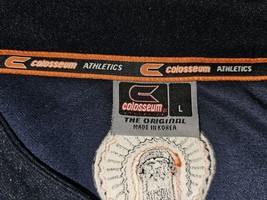 colosseum ATHLETICS colosseum ATHLETICS
colosseum
L
THE ORIGINAL
MADE IN KOREA